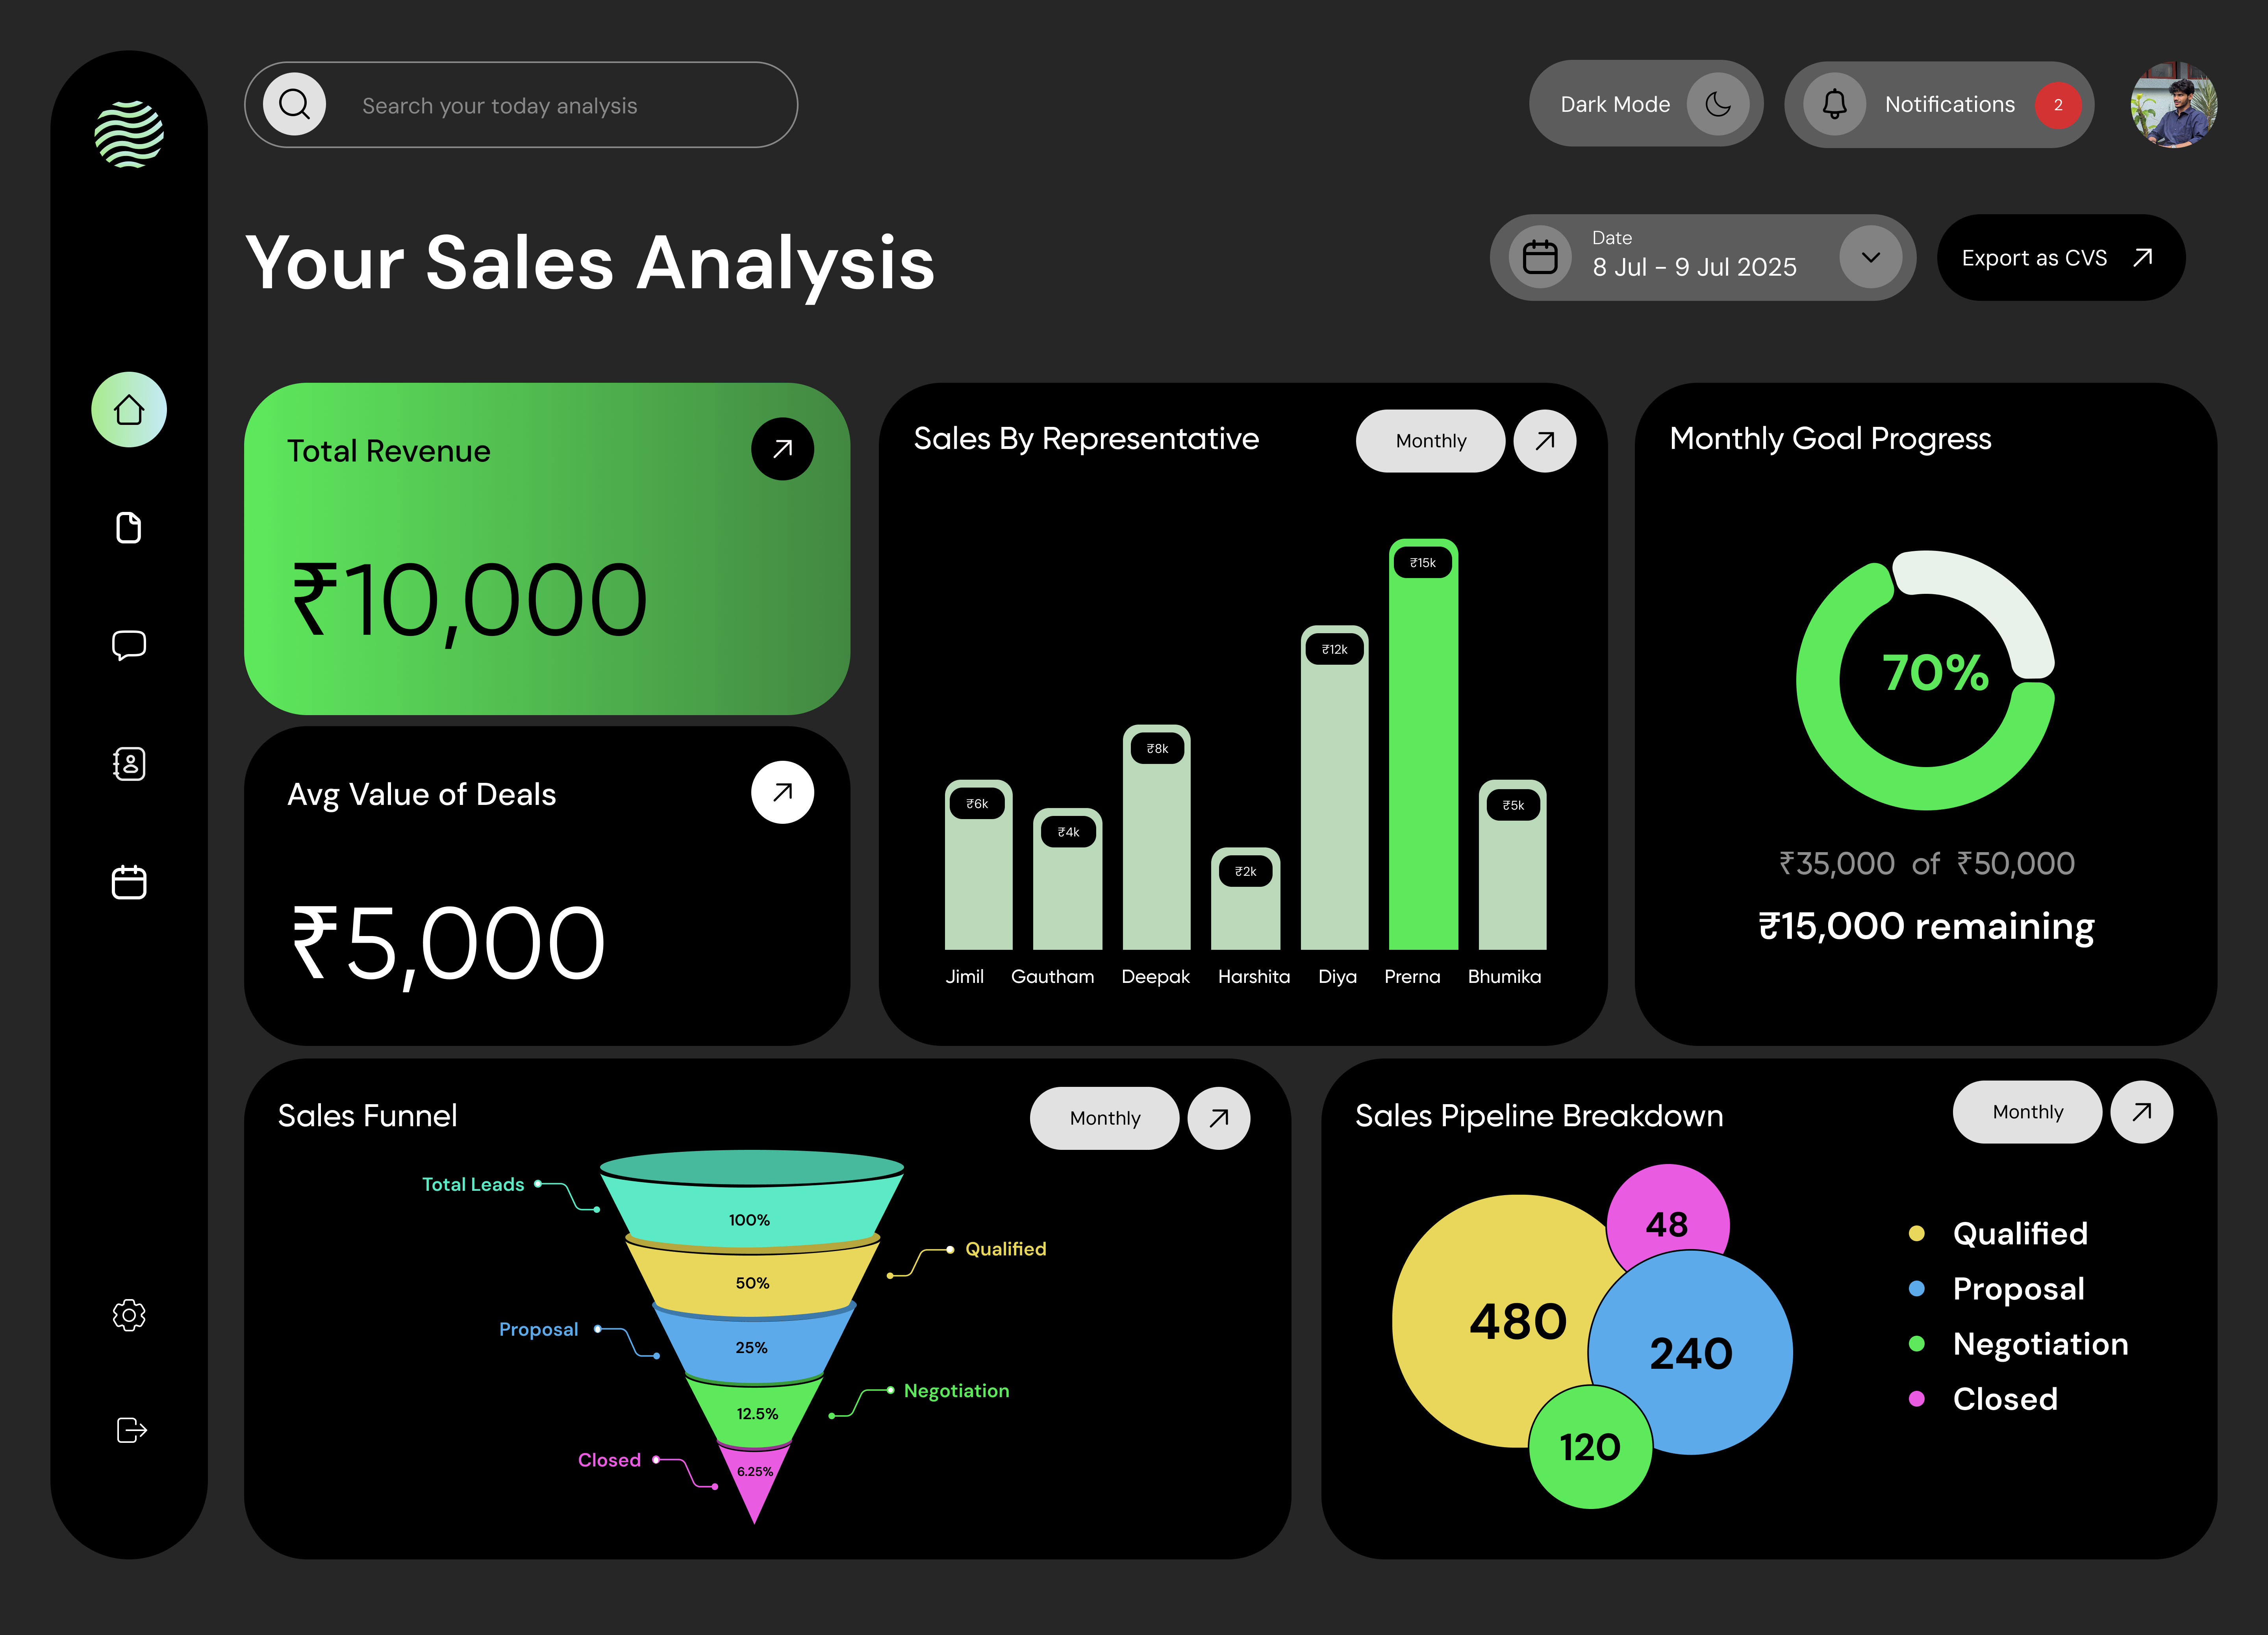 Search your today analysis
Dark Mode
Notifications 2
Your Sales Analysis
Date
8 Jul - 9 Jul 2025
Export as CVS
Total Revenue
₹10,000
Avg Value of Deals
₹5,000
Sales By Representative
Monthly
₹6k
₹4k
₹8k
₹2k
₹12k
₹15k
₹5k
Jimil Gautham Deepak Harshita Diya Prerna Bhumika
Monthly Goal Progress
70%
₹35,000 of ₹50,000
₹15,000 remaining
Sales Funnel
Monthly
Total Leads
100%
Qualified
50%
Proposal
25%
Negotiation
12.5%
Closed
6.25%
Sales Pipeline Breakdown
Monthly
48
480
240
120
Qualified
Proposal
Negotiation
Closed